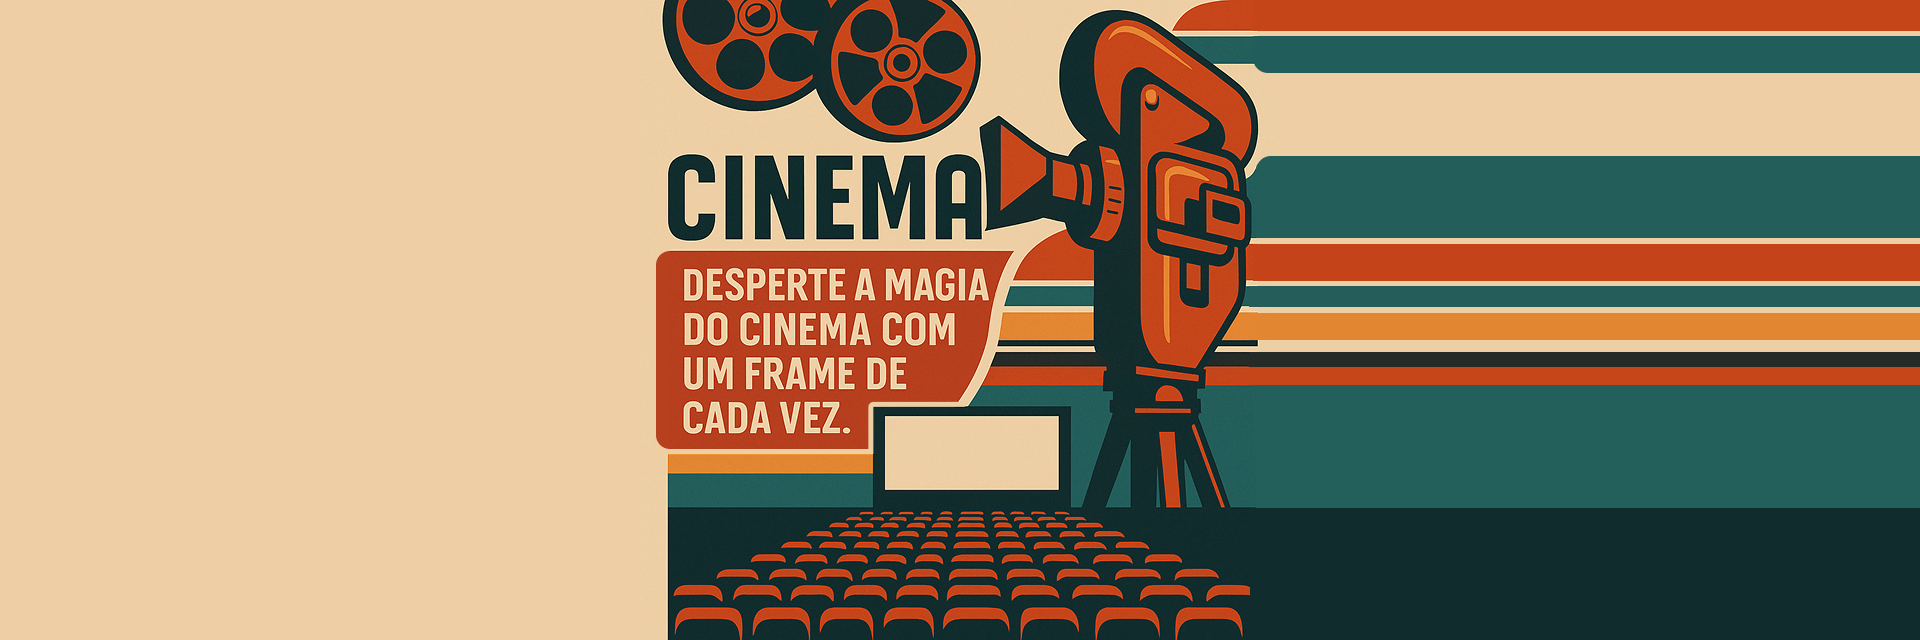 CINEMA
DESPERTE A MAGIA
DO CINEMA COM
UM FRAME DE
CADA VEZ.